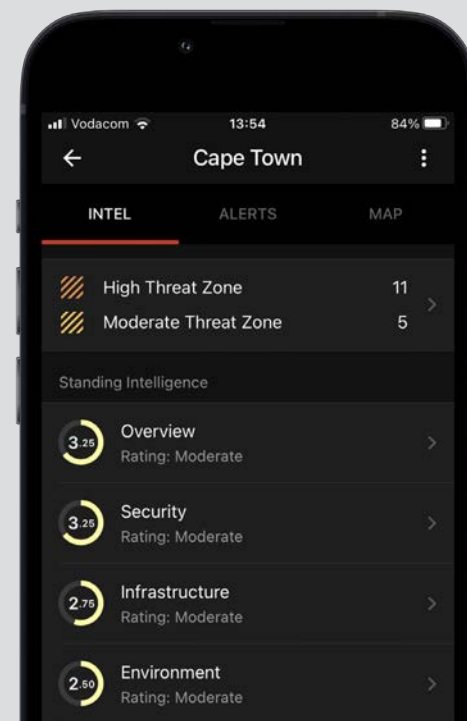 Vodacom 13:54 84%
Cape Town
INTEL ALERTS MAP
High Threat Zone 11
Moderate Threat Zone 5
Standing Intelligence
3.25 Overview
Rating: Moderate
3.25 Security
Rating: Moderate
2.75 Infrastructure
Rating: Moderate
2.50 Environment
Rating: Moderate